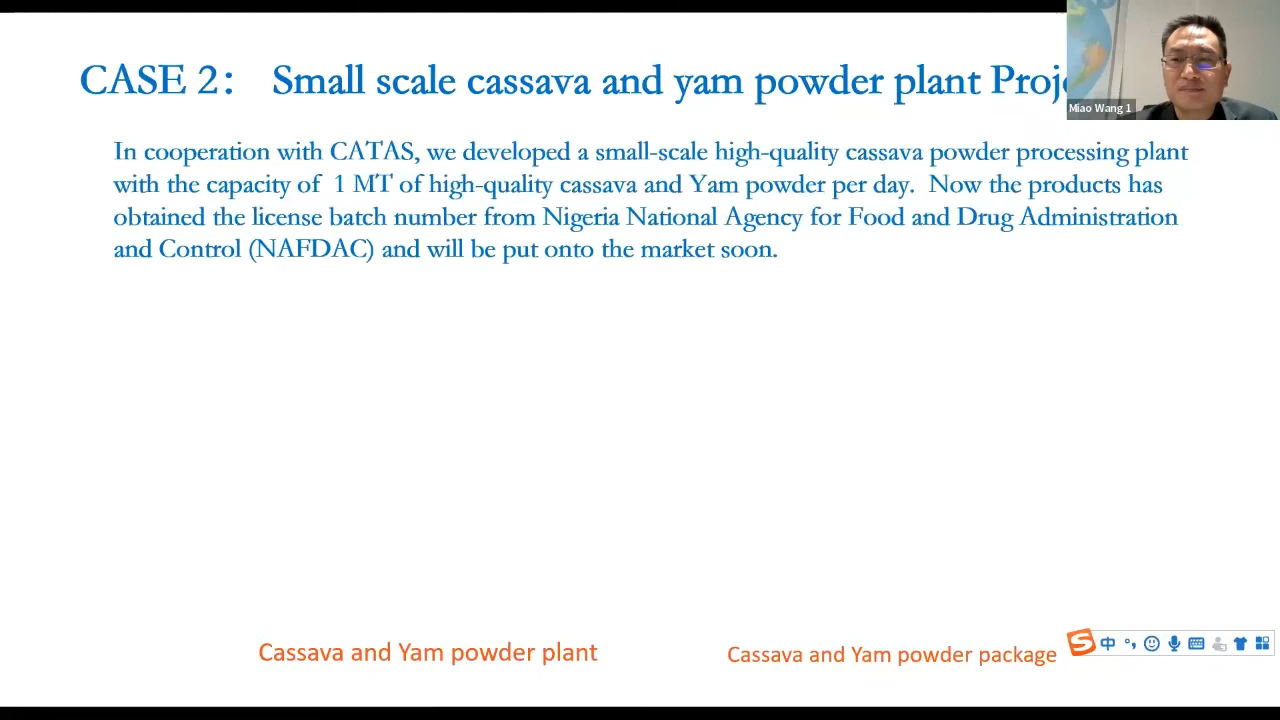 CASE 2： Small scale cassava and yam powder plant
Miao Wang 1
In cooperation with CATAS, we developed a small-scale high-quality cassava powder processing plant
with the capacity of 1 MT of high-quality cassava and Yam powder per day. Now the products has
obtained the license batch number from Nigeria National Agency for Food and Drug Administration
and Control (NAFDAC) and will be put onto the market soon.
Cassava and Yam powder plant
Cassava and Yam powder package
S 中